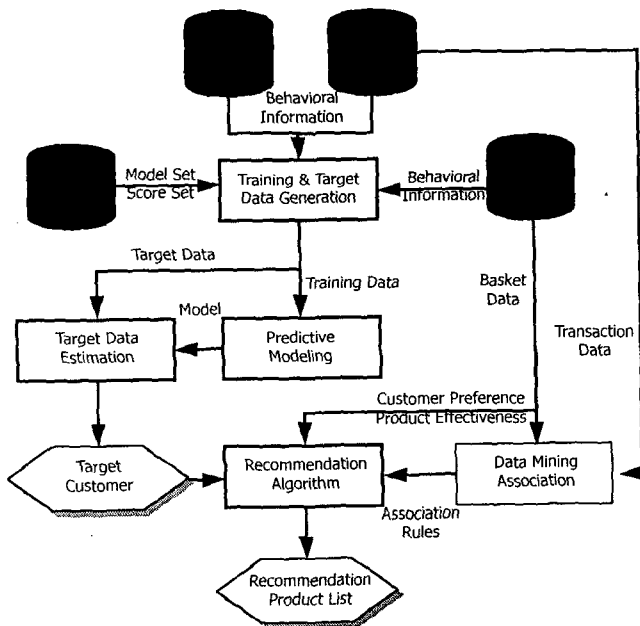 Behavioral
Information
Model Set
Score Set
Training & Target
Data Generation
Behavioral
Information
Target Data
Training Data
Basket
Data
Transaction
Data
Model
Target Data
Estimation
Predictive
Modeling
Customer Preference
Product Effectiveness
Target
Customer
Recommendation
Algorithm
Data Mining
Association
Association
Rules
Recommendation
Product List